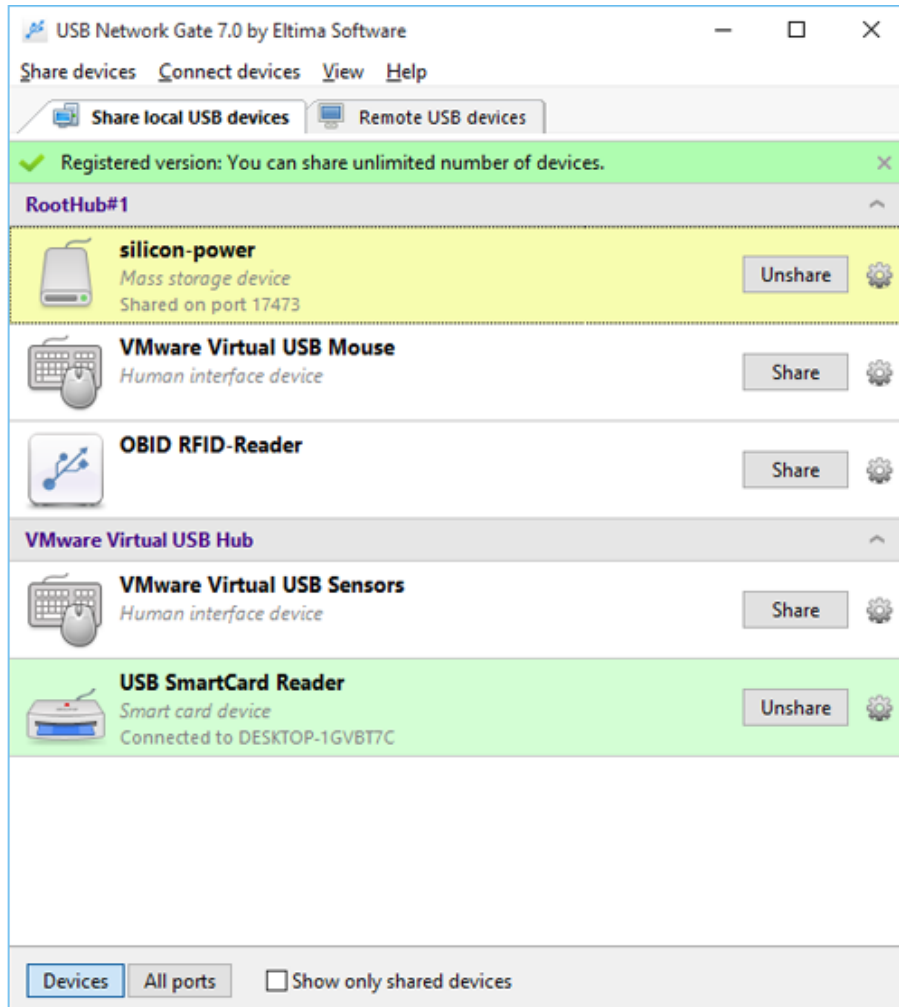 USB Network Gate 7.0 by Eltima Software
Share devices Connect devices View Help
Share local USB devices Remote USB devices
Registered version: You can share unlimited number of devices.
RootHub#1
silicon-power
Mass storage device
Shared on port 17473
Unshare
VMware Virtual USB Mouse
Human interface device
Share
OBID RFID-Reader
Share
VMware Virtual USB Hub
VMware Virtual USB Sensors
Human interface device
Share
USB SmartCard Reader
Smart card device
Connected to DESKTOP-1GVBT7C
Unshare
Devices All ports Show only shared devices